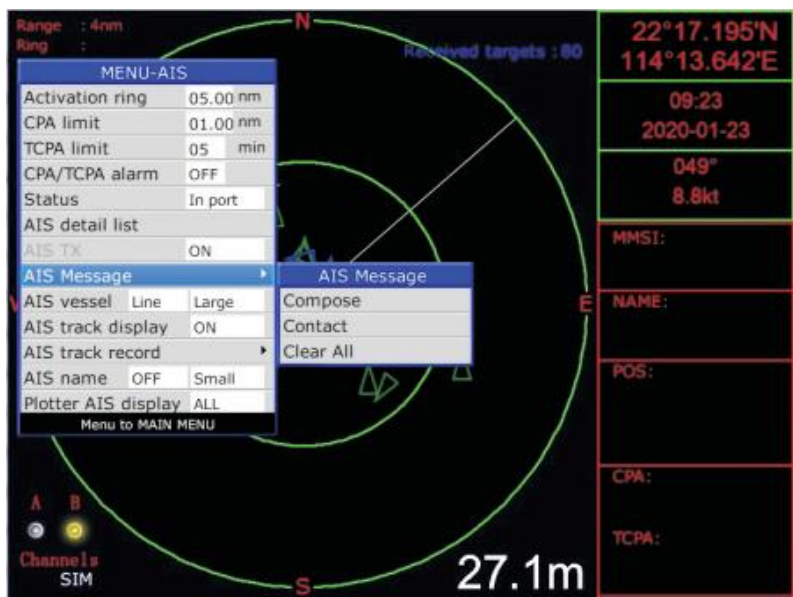 Range : 4nm
Ring :
N
Received targets : 80
MENU-AIS
Activation ring 05.00 nm
CPA limit 01.00 nm
TCPA limit 05 min
CPA/TCPA alarm OFF
Status In port
AIS detail list
AIS TX ON
AIS Message
AIS vessel Line Large
AIS track display ON
AIS track record
AIS name OFF Small
Plotter AIS display ALL
Menu to MAIN MENU
AIS Message
Compose
Contact
Clear All
E
A B
Channels
SIM
S
27.1m
22°17.195'N
114°13.642'E
09:23
2020-01-23
049°
8.8kt
MMSI:
NAME:
POS:
CPA:
TCPA: